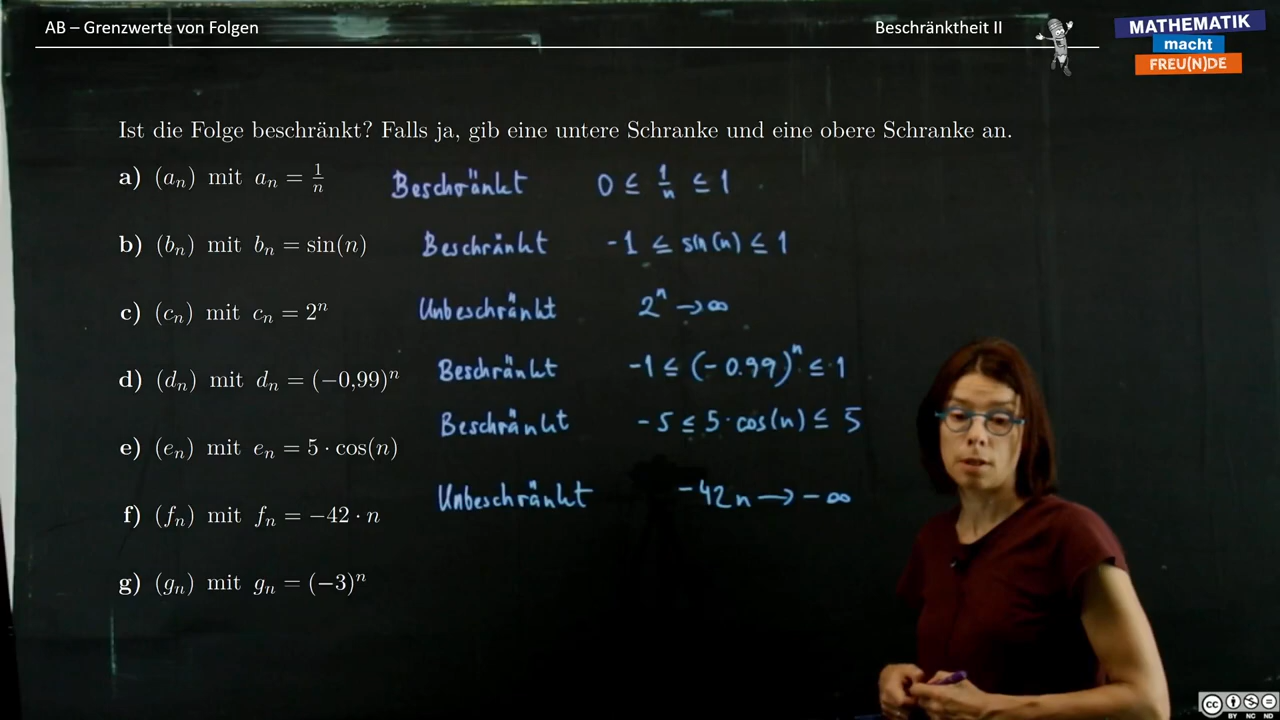 AB – Grenzwerte von Folgen
Beschränktheit II
MATHEMATIK
macht
FREU(N)DE
Ist die Folge beschränkt? Falls ja, gib eine untere Schranke und eine obere Schranke an.
a) (aₙ) mit aₙ = 1/n Beschränkt 0 ≤ 1/n ≤ 1
b) (bₙ) mit bₙ = sin(n) Beschränkt -1 ≤ sin(n) ≤ 1
c) (cₙ) mit cₙ = 2ⁿ Unbeschränkt 2ⁿ → ∞
d) (dₙ) mit dₙ = (−0,99)ⁿ Beschränkt -1 ≤ (-0.99)ⁿ ≤ 1
e) (eₙ) mit eₙ = 5 · cos(n) Beschränkt -5 ≤ 5 · cos(n) ≤ 5
f) (fₙ) mit fₙ = −42 · n Unbeschränkt -42n → -∞
g) (gₙ) mit gₙ = (−3)ⁿ
cc BY NC ND